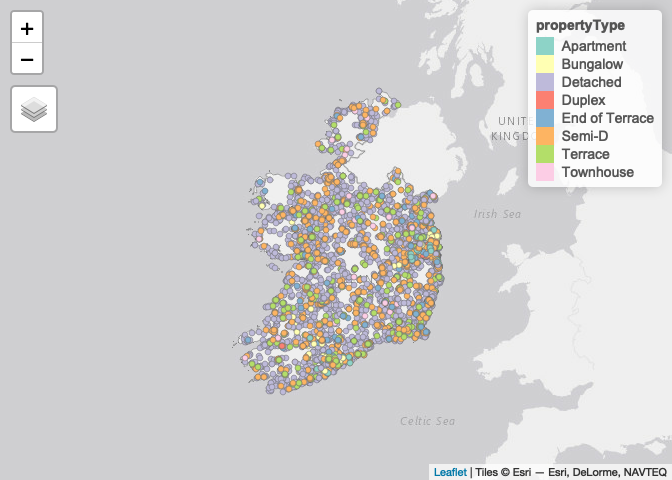 +
−
propertyType
Apartment
Bungalow
Detached
Duplex
End of Terrace
Semi-D
Terrace
Townhouse
UNITE
KINGD
Irish Sea
Celtic Sea
Leaflet | Tiles © Esri — Esri, DeLorme, NAVTEQ